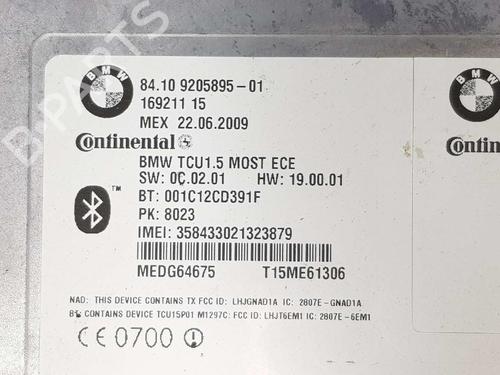 BMW
84.10 9205895-01
169211 15
MEX 22.06.2009
Continental
BMW TCU1.5 MOST ECE
SW: 0C.02.01 HW: 19.00.01
BT: 001C12CD391F
PK: 8023
IMEI: 358433021323879
MEDG64675 T15ME61306
NAD: THIS DEVICE CONTAINS TX FCC ID: LHJGNAD1A IC: 2807E-GNAD1A
BT: CONTAINS DEVICE TCU15P01 M1297C: FCC ID: LHJT6EM1 IC: 2807E-6EM1
CE 0700
BMW
Contin
B-PARTS